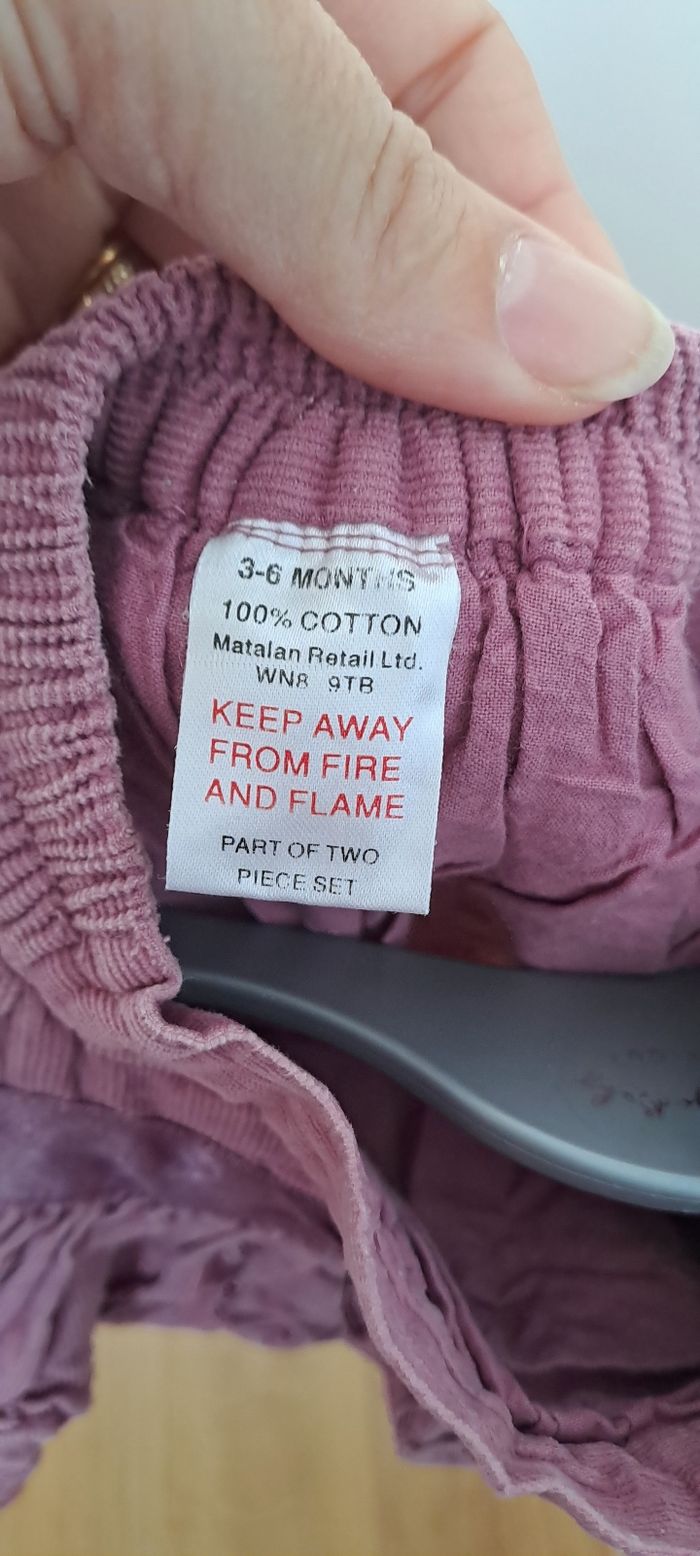 3-6 MONTHS
100% COTTON
Matalan Retail Ltd.
WN8 9TB
KEEP AWAY
FROM FIRE
AND FLAME
PART OF TWO
PIECE SET